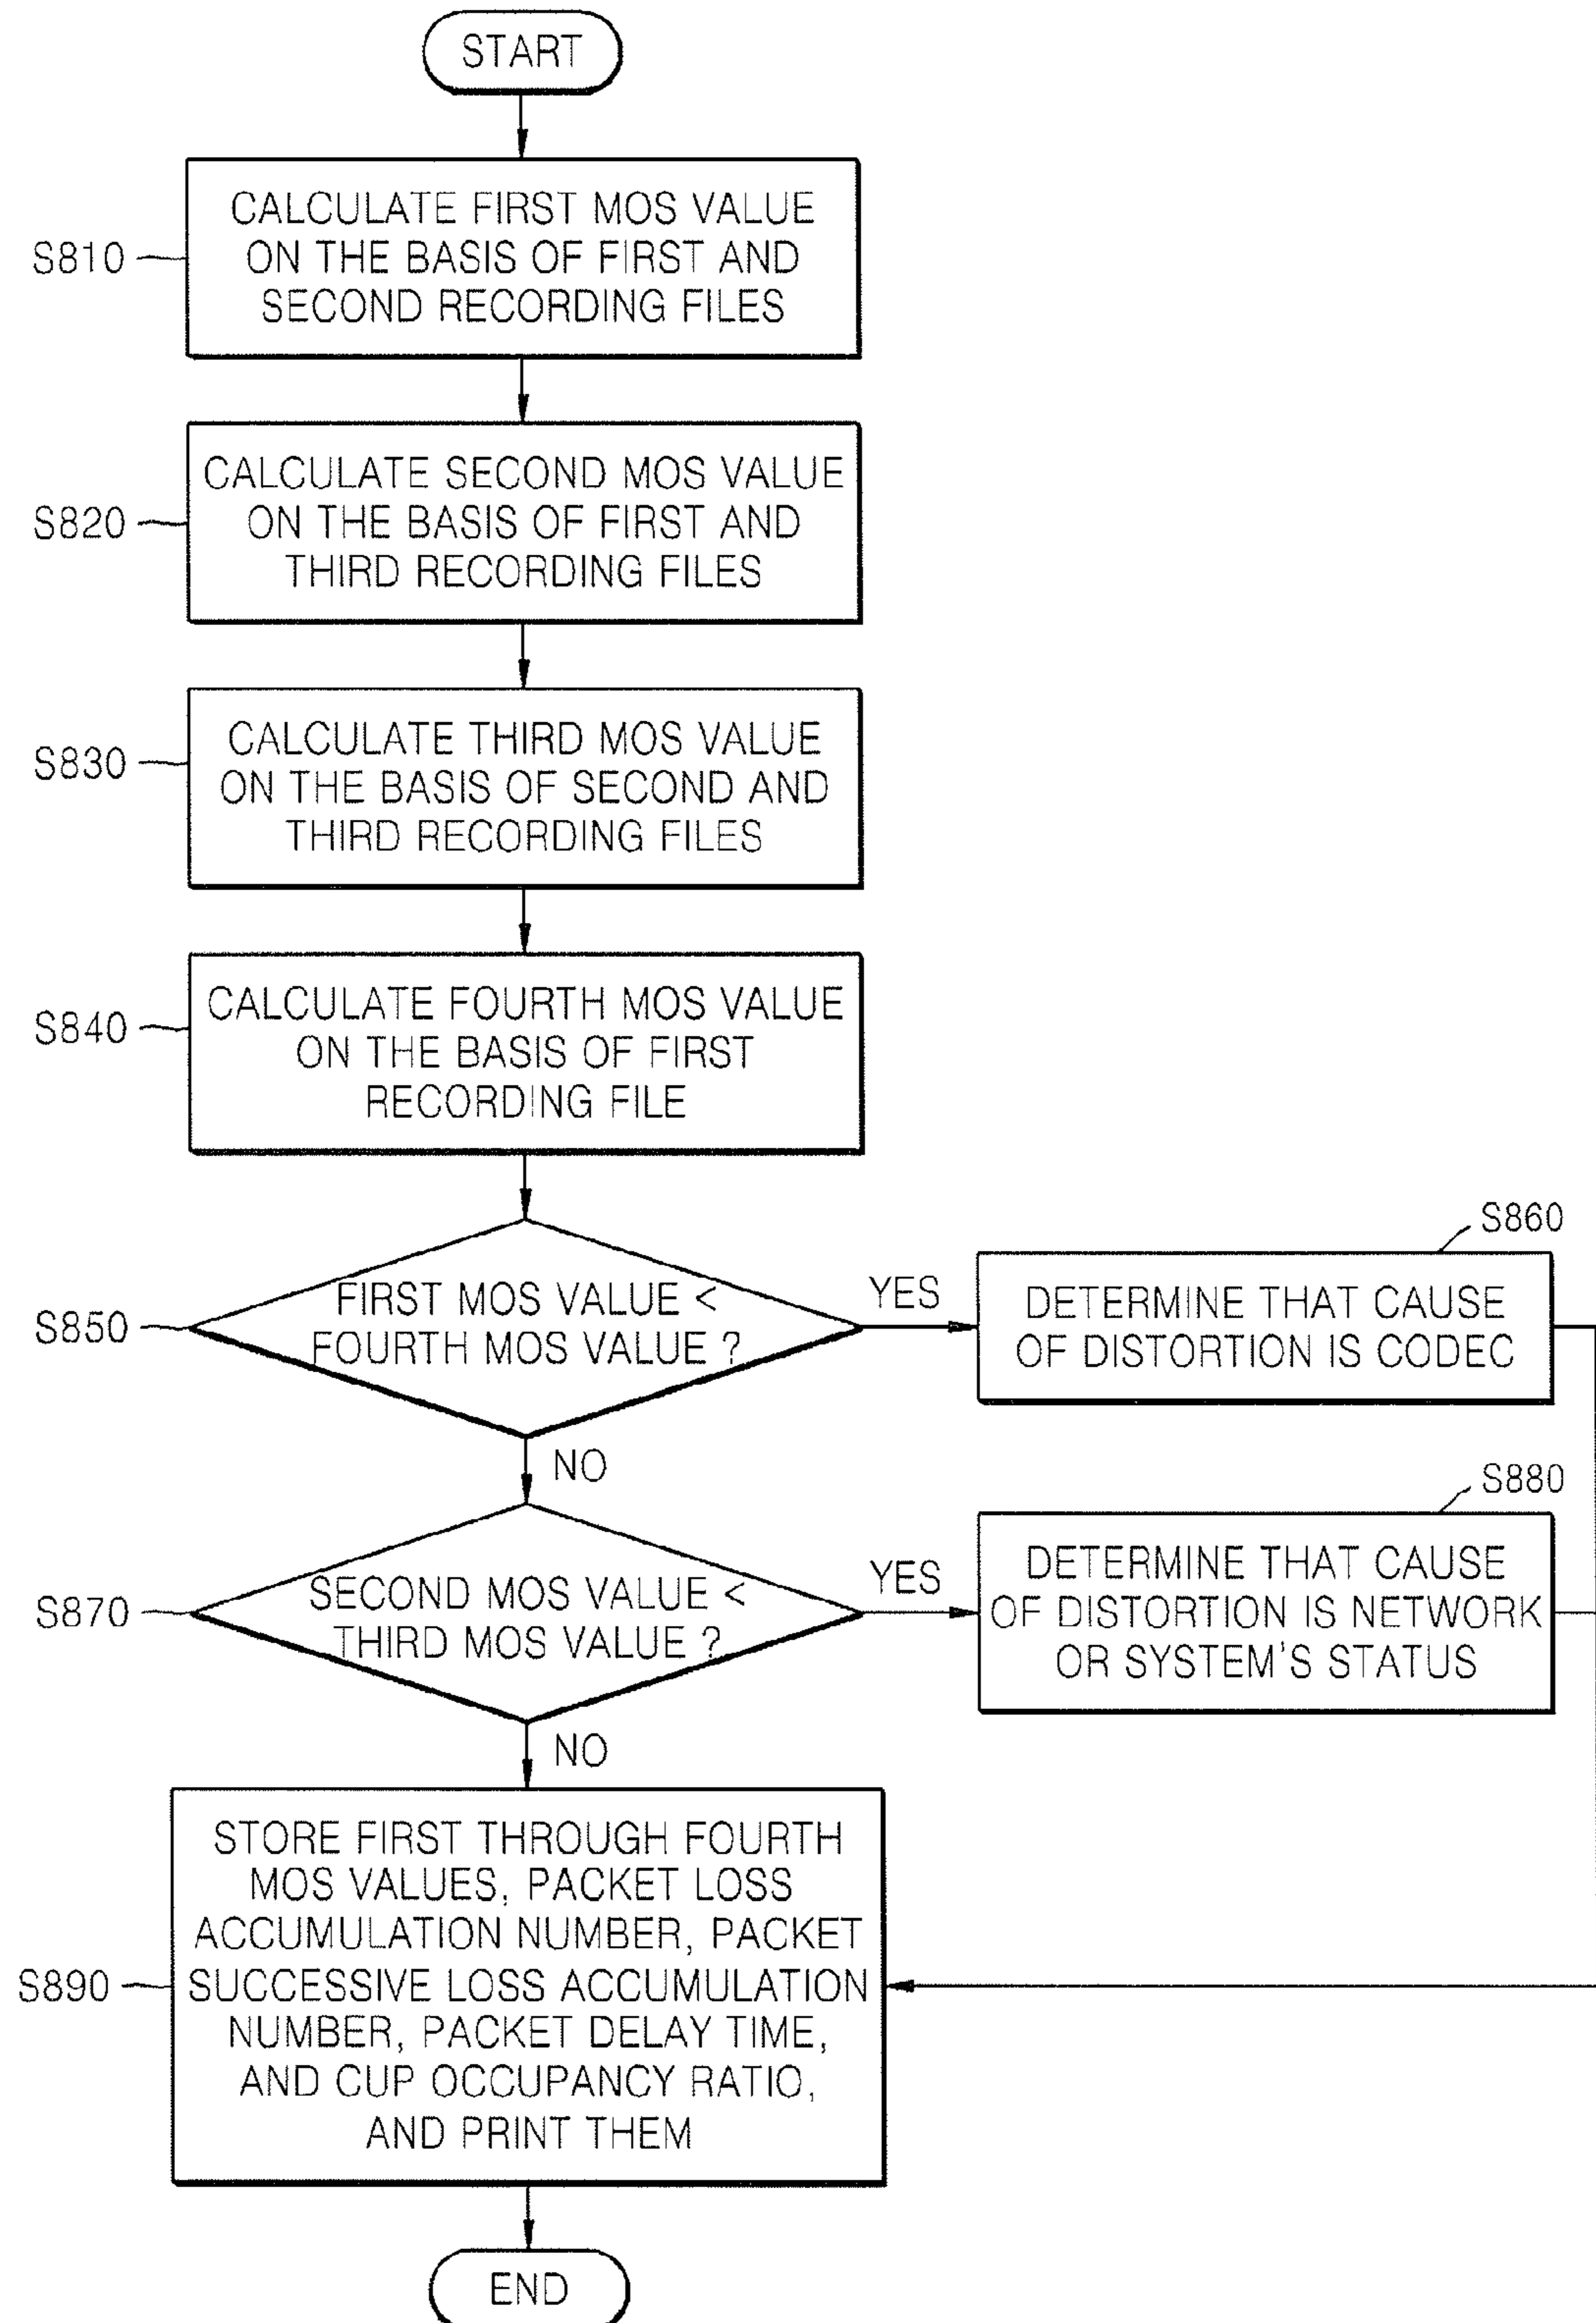 START
S810
CALCULATE FIRST MOS VALUE
ON THE BASIS OF FIRST AND
SECOND RECORDING FILES
S820
CALCULATE SECOND MOS VALUE
ON THE BASIS OF FIRST AND
THIRD RECORDING FILES
S830
CALCULATE THIRD MOS VALUE
ON THE BASIS OF SECOND AND
THIRD RECORDING FILES
S840
CALCULATE FOURTH MOS VALUE
ON THE BASIS OF FIRST
RECORDING FILE
S850
FIRST MOS VALUE <
FOURTH MOS VALUE ?
YES
S860
DETERMINE THAT CAUSE
OF DISTORTION IS CODEC
NO
S870
SECOND MOS VALUE <
THIRD MOS VALUE ?
YES
S880
DETERMINE THAT CAUSE
OF DISTORTION IS NETWORK
OR SYSTEM'S STATUS
NO
S890
STORE FIRST THROUGH FOURTH
MOS VALUES, PACKET LOSS
ACCUMULATION NUMBER, PACKET
SUCCESSIVE LOSS ACCUMULATION
NUMBER, PACKET DELAY TIME,
AND CUP OCCUPANCY RATIO,
AND PRINT THEM
END